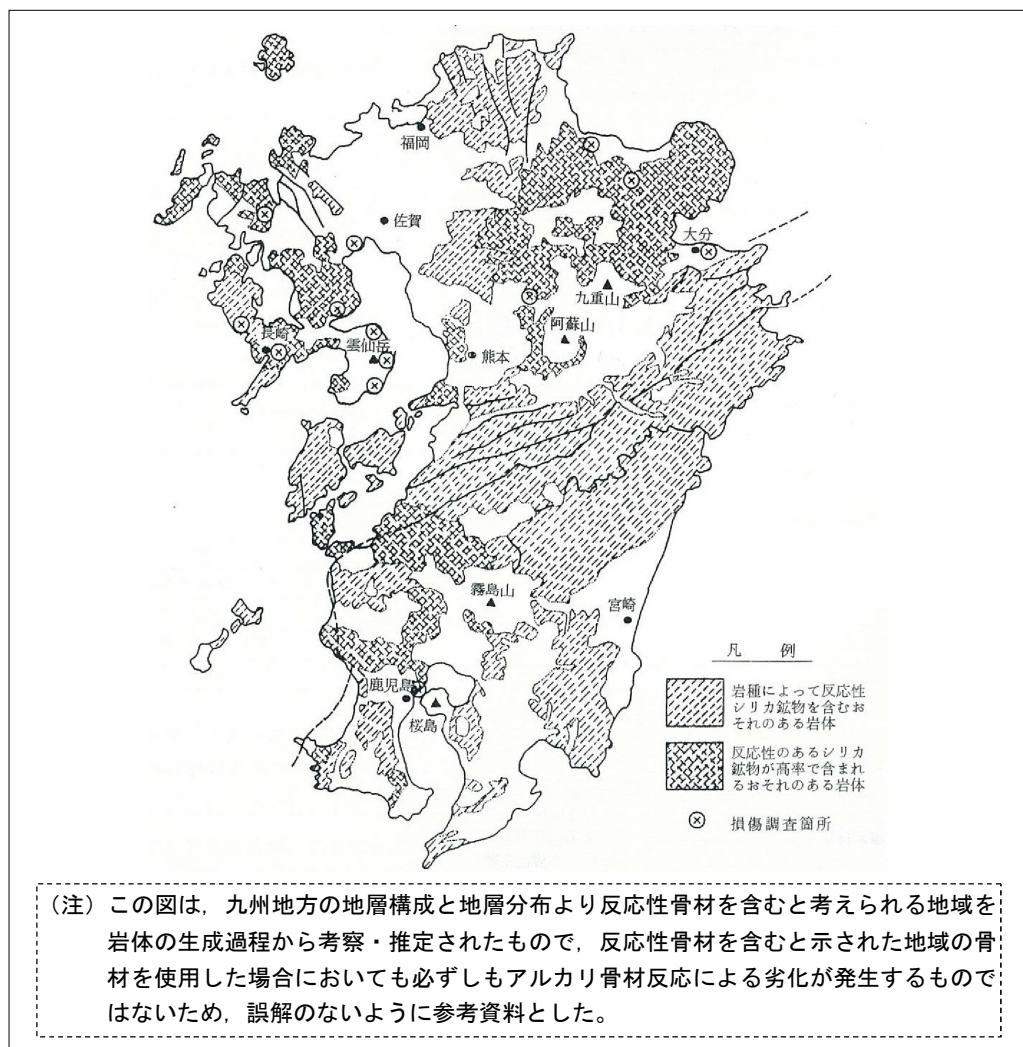 福岡
佐賀
大分
九重山
阿蘇山
長崎
雲仙岳
熊本
霧島山
宮崎
鹿児島
桜島
凡 例
岩種によって反応性
シリカ鉱物を含むお
それのある岩体
反応性のあるシリカ
鉱物が高率で含まれ
るおそれのある岩体
損傷調査箇所
（注）この図は，九州地方の地層構成と地層分布より反応性骨材を含むと考えられる地域を
岩体の生成過程から考察・推定されたもので，反応性骨材を含むと示された地域の骨
材を使用した場合においても必ずしもアルカリ骨材反応による劣化が発生するもので
はないため，誤解のないように参考資料とした。